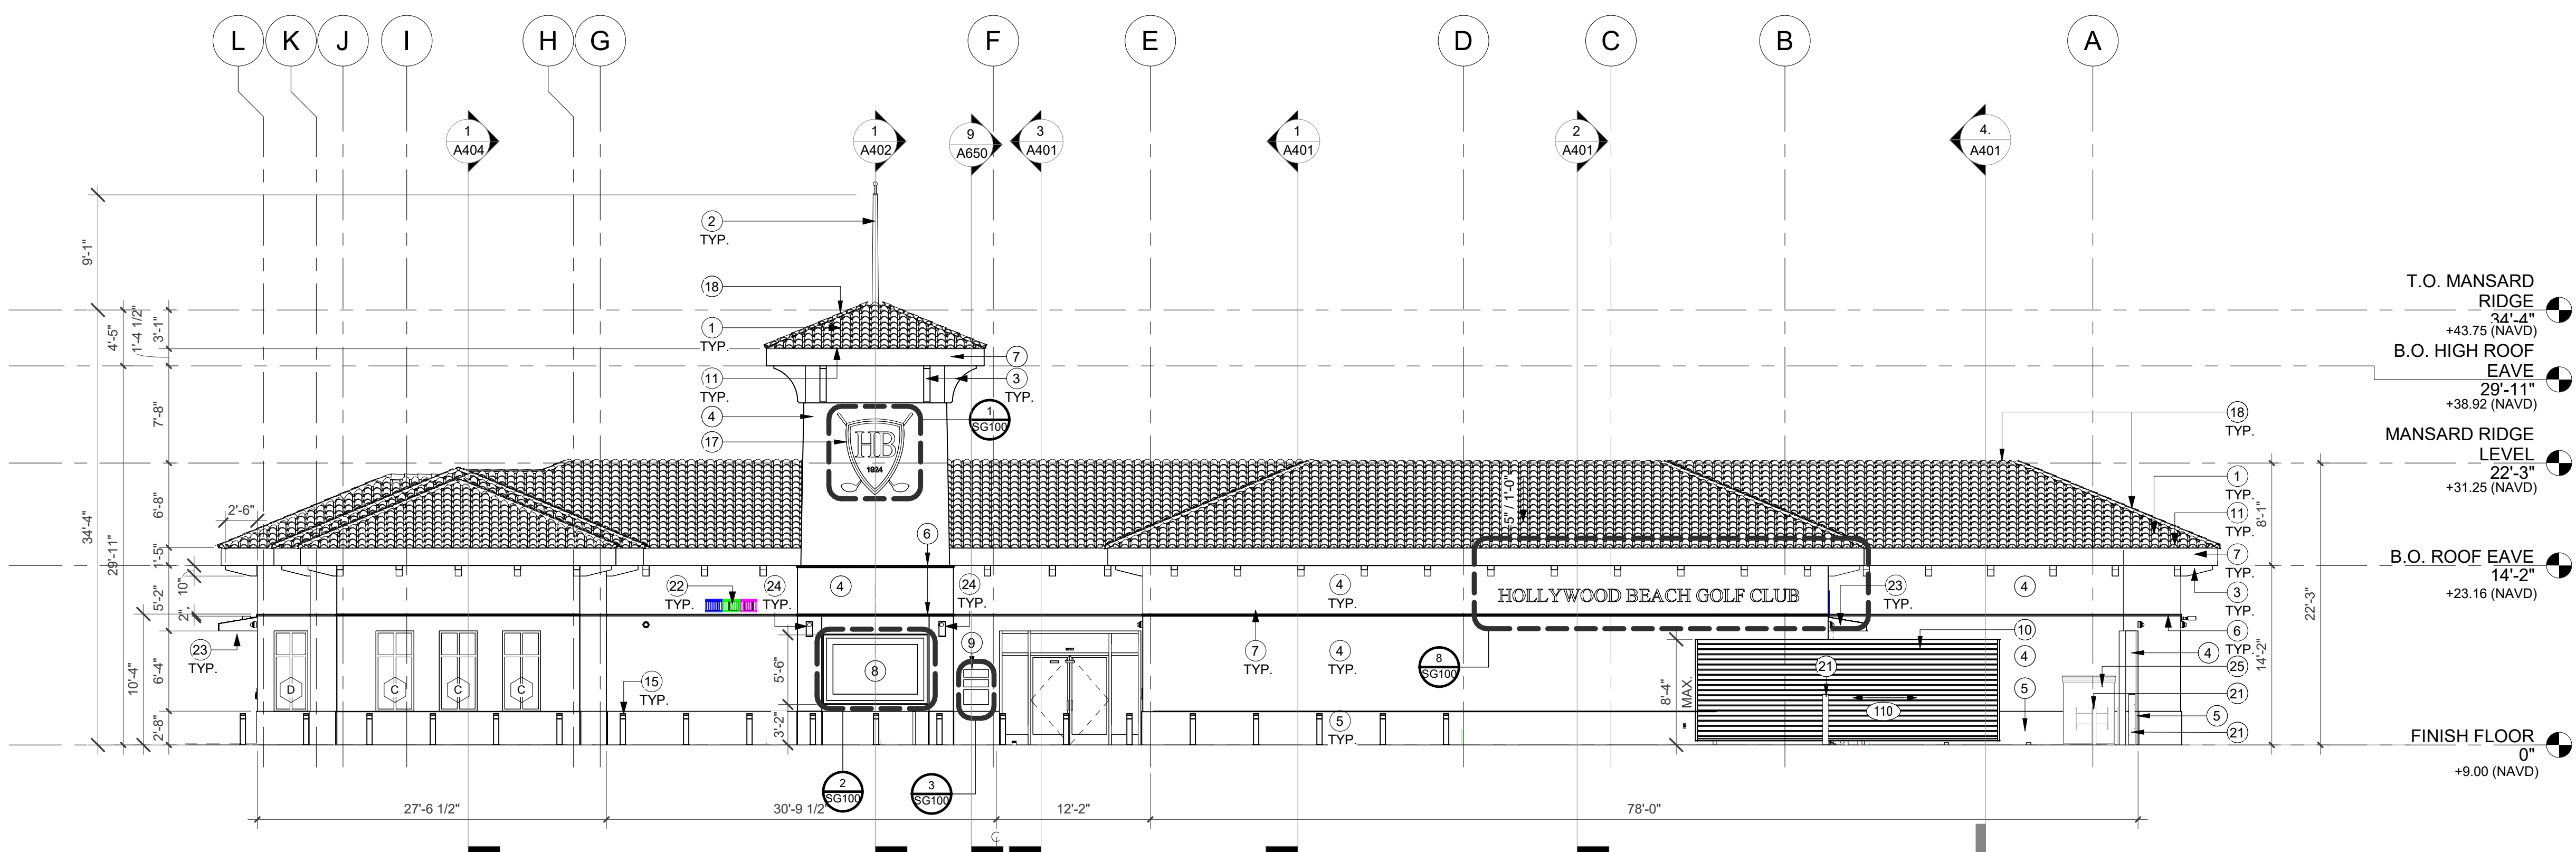 L K J I H G F E D C B A
1
A404
1
A402
9
A650
3
A401
1
A401
2
A401
4.
A401
2
TYP.
18
1
TYP.
11
TYP.
4
17
7
3
TYP.
1
SG100
HB
1924
6
4
22
TYP.
24
TYP.
24
TYP.
8
9
15
TYP.
23
TYP.
D
C
C
C
2
SG100
3
SG100
8
SG100
4
TYP.
7
TYP.
4
TYP.
5
TYP.
5" / 1'-0"
HOLLYWOOD BEACH GOLF CLUB
23
TYP.
4
10
21
110
4
5
18
TYP.
1
TYP.
11
TYP.
7
TYP.
3
TYP.
6
TYP.
4
25
21
5
21
9'-1"
34'-4"
4'-5"
29'-11"
1'-4 1/2"
3'-1"
7'-8"
6'-8"
2'-6"
1'-5"
10"
5'-2"
2"
10'-4"
6'-4"
2'-8"
5'-6"
3'-2"
8'-4"
MAX.
8'-1"
14'-2"
22'-3"
27'-6 1/2"
30'-9 1/2"
12'-2"
78'-0"
T.O. MANSARD
RIDGE
34'-4"
+43.75 (NAVD)
B.O. HIGH ROOF
EAVE
29'-11"
+38.92 (NAVD)
MANSARD RIDGE
LEVEL
22'-3"
+31.25 (NAVD)
B.O. ROOF EAVE
14'-2"
+23.16 (NAVD)
FINISH FLOOR
0"
+9.00 (NAVD)